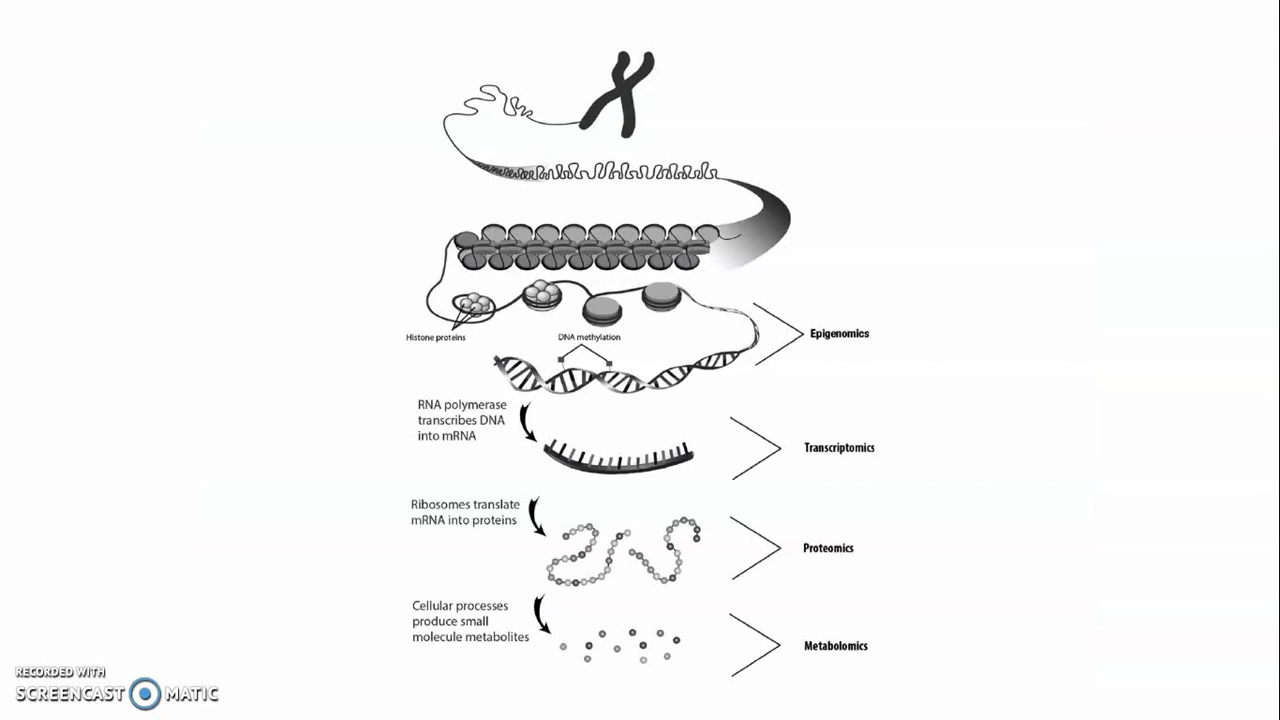 Histone proteins
DNA methylation
Epigenomics
RNA polymerase
transcribes DNA
into mRNA
Transcriptomics
Ribosomes translate
mRNA into proteins
Proteomics
Cellular processes
produce small
molecule metabolites
Metabolomics
RECORDED WITH
SCREENCAST MATIC